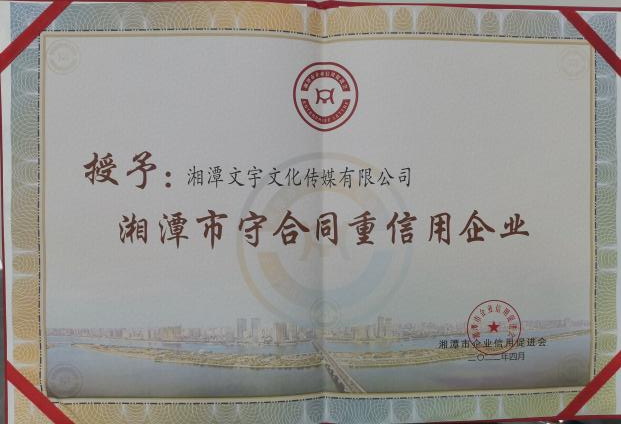 授予：湘潭文宇文化传媒有限公司
湘潭市守合同重信用企业
湘潭市企业信用促进会
二〇二二年四月